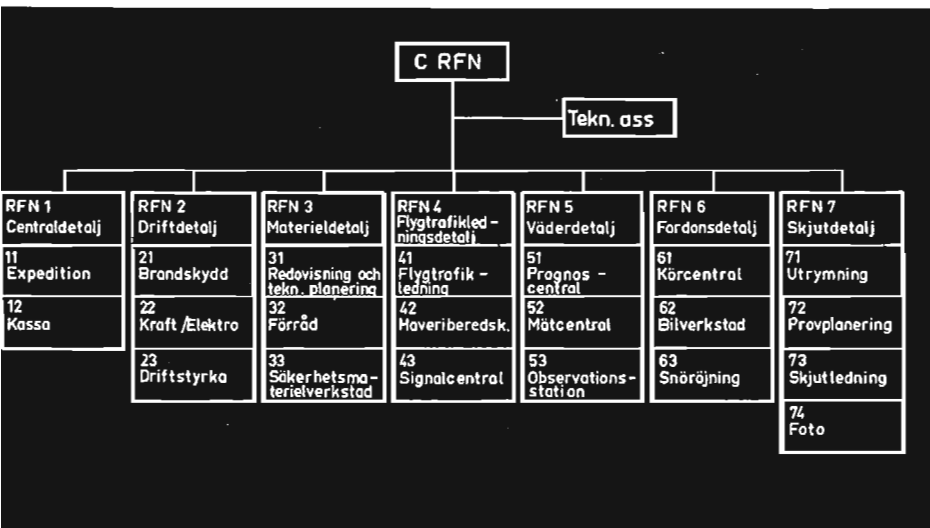 C RFN
Tekn. ass
RFN 1
Centraldetalj
11
Expedition
12
Kassa
RFN 2
Driftdetalj
21
Brandskydd
22
Kraft/Elektro
23
Driftstyrka
RFN 3
Materieldetalj
31
Redovisning och
tekn. planering
32
Förråd
33
Säkerhetsma-
terielverkstad
RFN 4
Flygtrafikled-
ningsdetalj
41
Flygtrafik-
ledning
42
Haveriberedsk.
43
Signalcentral
RFN 5
Väderdetalj
51
Prognos-
central
52
Mätcentral
53
Observations-
station
RFN 6
Fordonsdetalj
61
Körcentral
62
Bilverkstad
63
Snöröjning
RFN 7
Skjutdetalj
71
Utrymning
72
Provplanering
73
Skjutledning
74
Foto